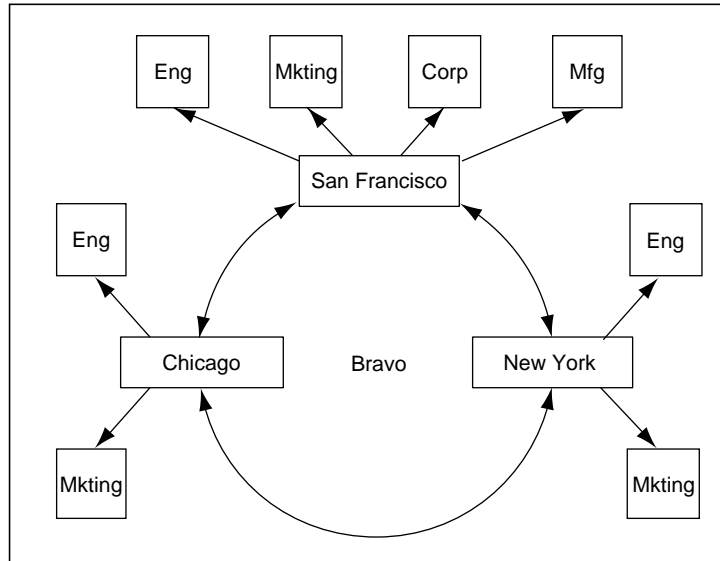 Eng
Mkting
Corp
Mfg
San Francisco
Eng
Eng
Chicago
Bravo
New York
Mkting
Mkting